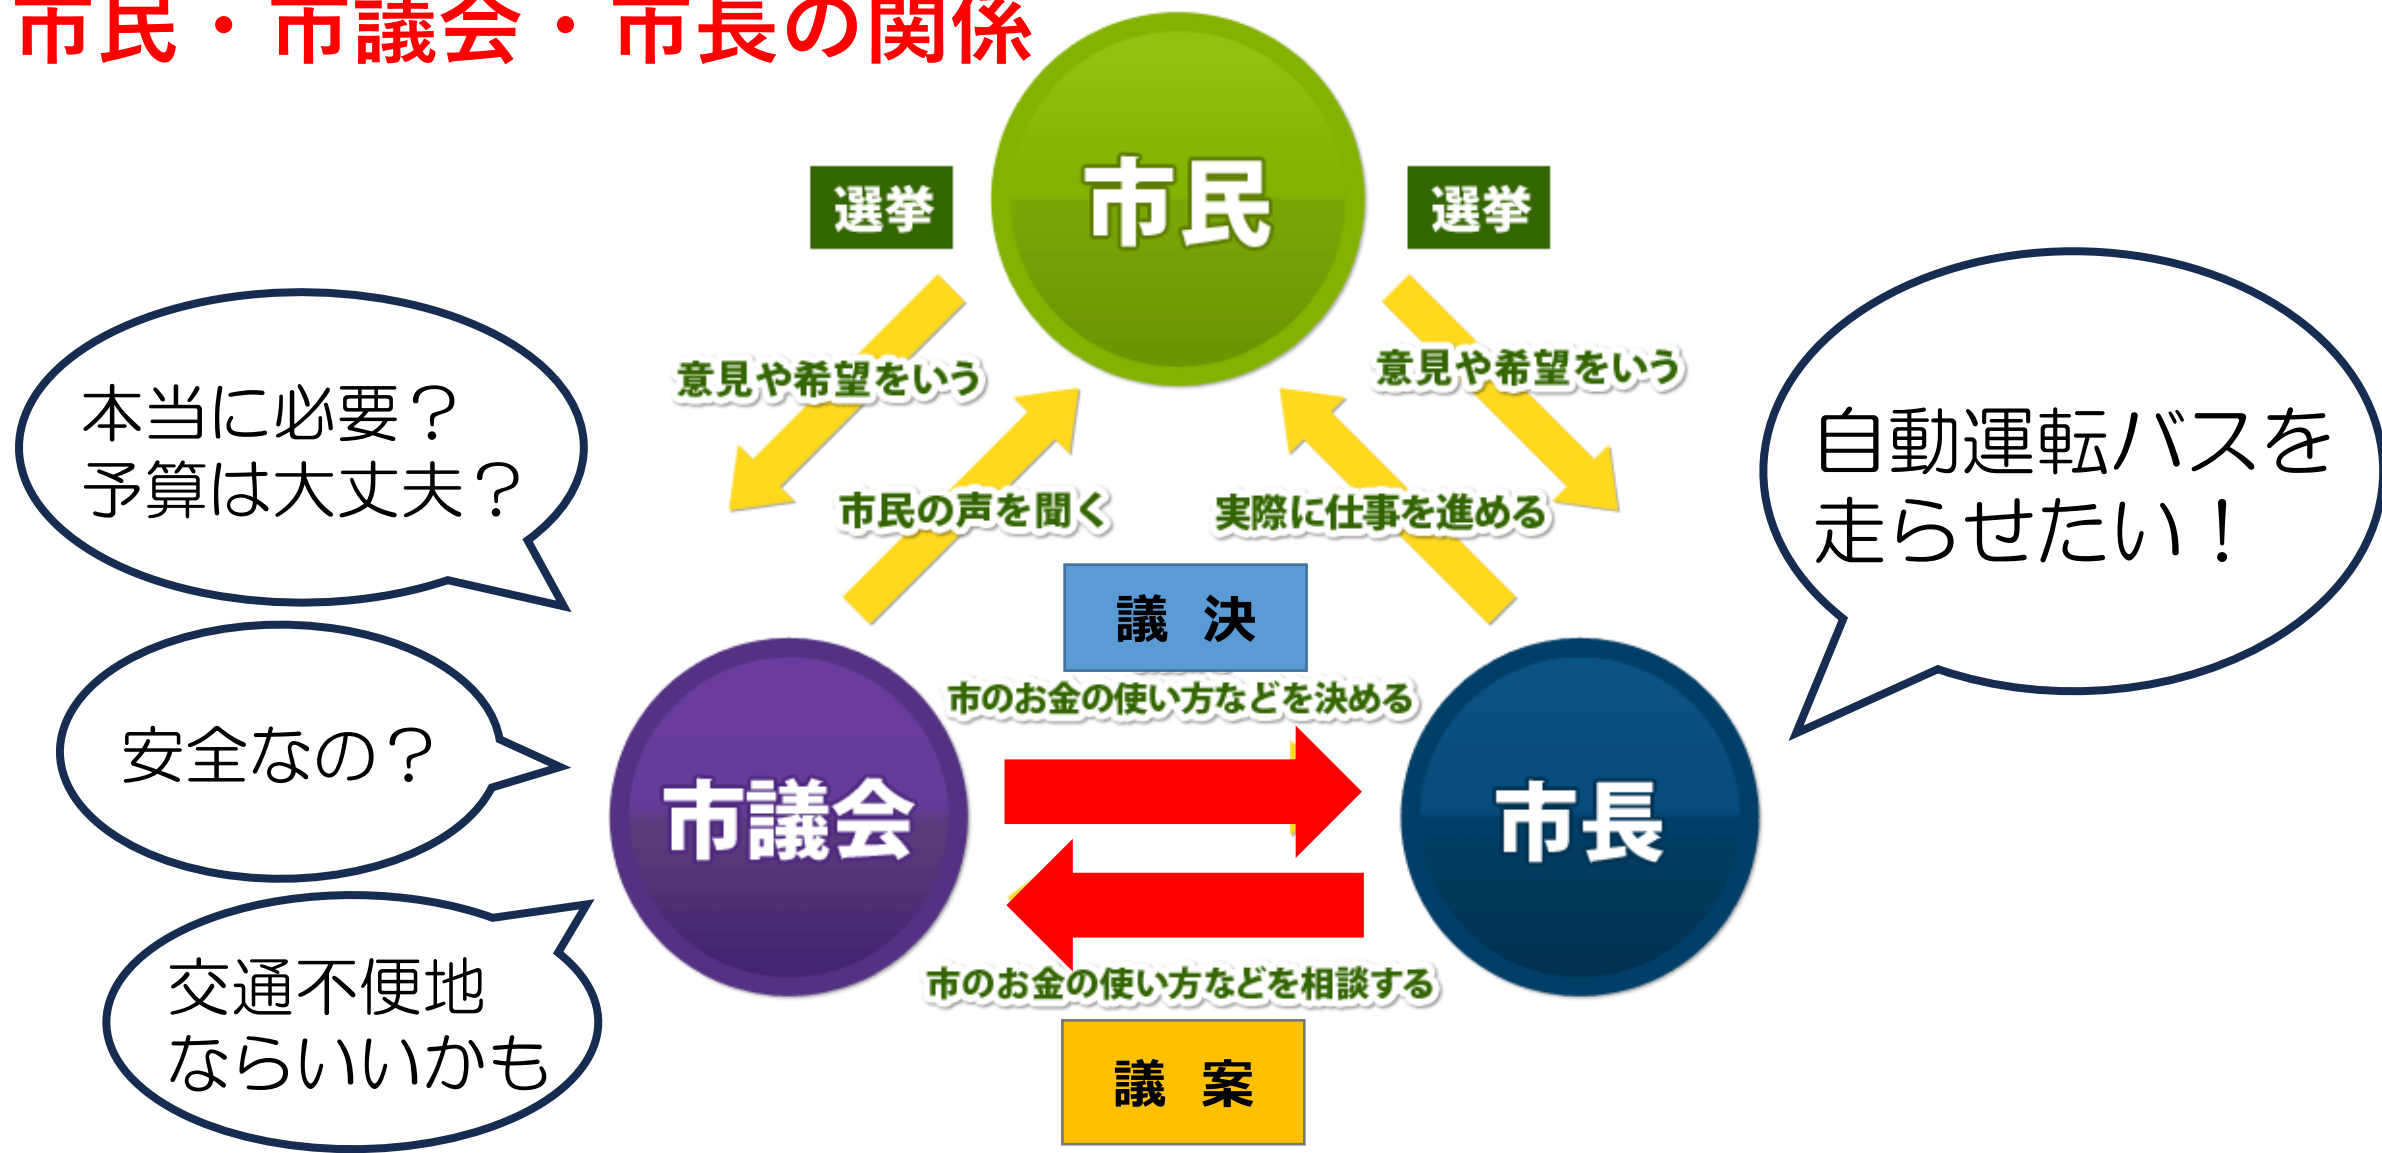 市民・市議会・市長の関係
市民
選挙
選挙
意見や希望をいう
意見や希望をいう
市民の声を聞く
実際に仕事を進める
本当に必要？
予算は大丈夫？
自動運転バスを
走らせたい！
議 決
市のお金の使い方などを決める
安全なの？
市議会
市長
市のお金の使い方などを相談する
交通不便地
ならいいかも
議 案